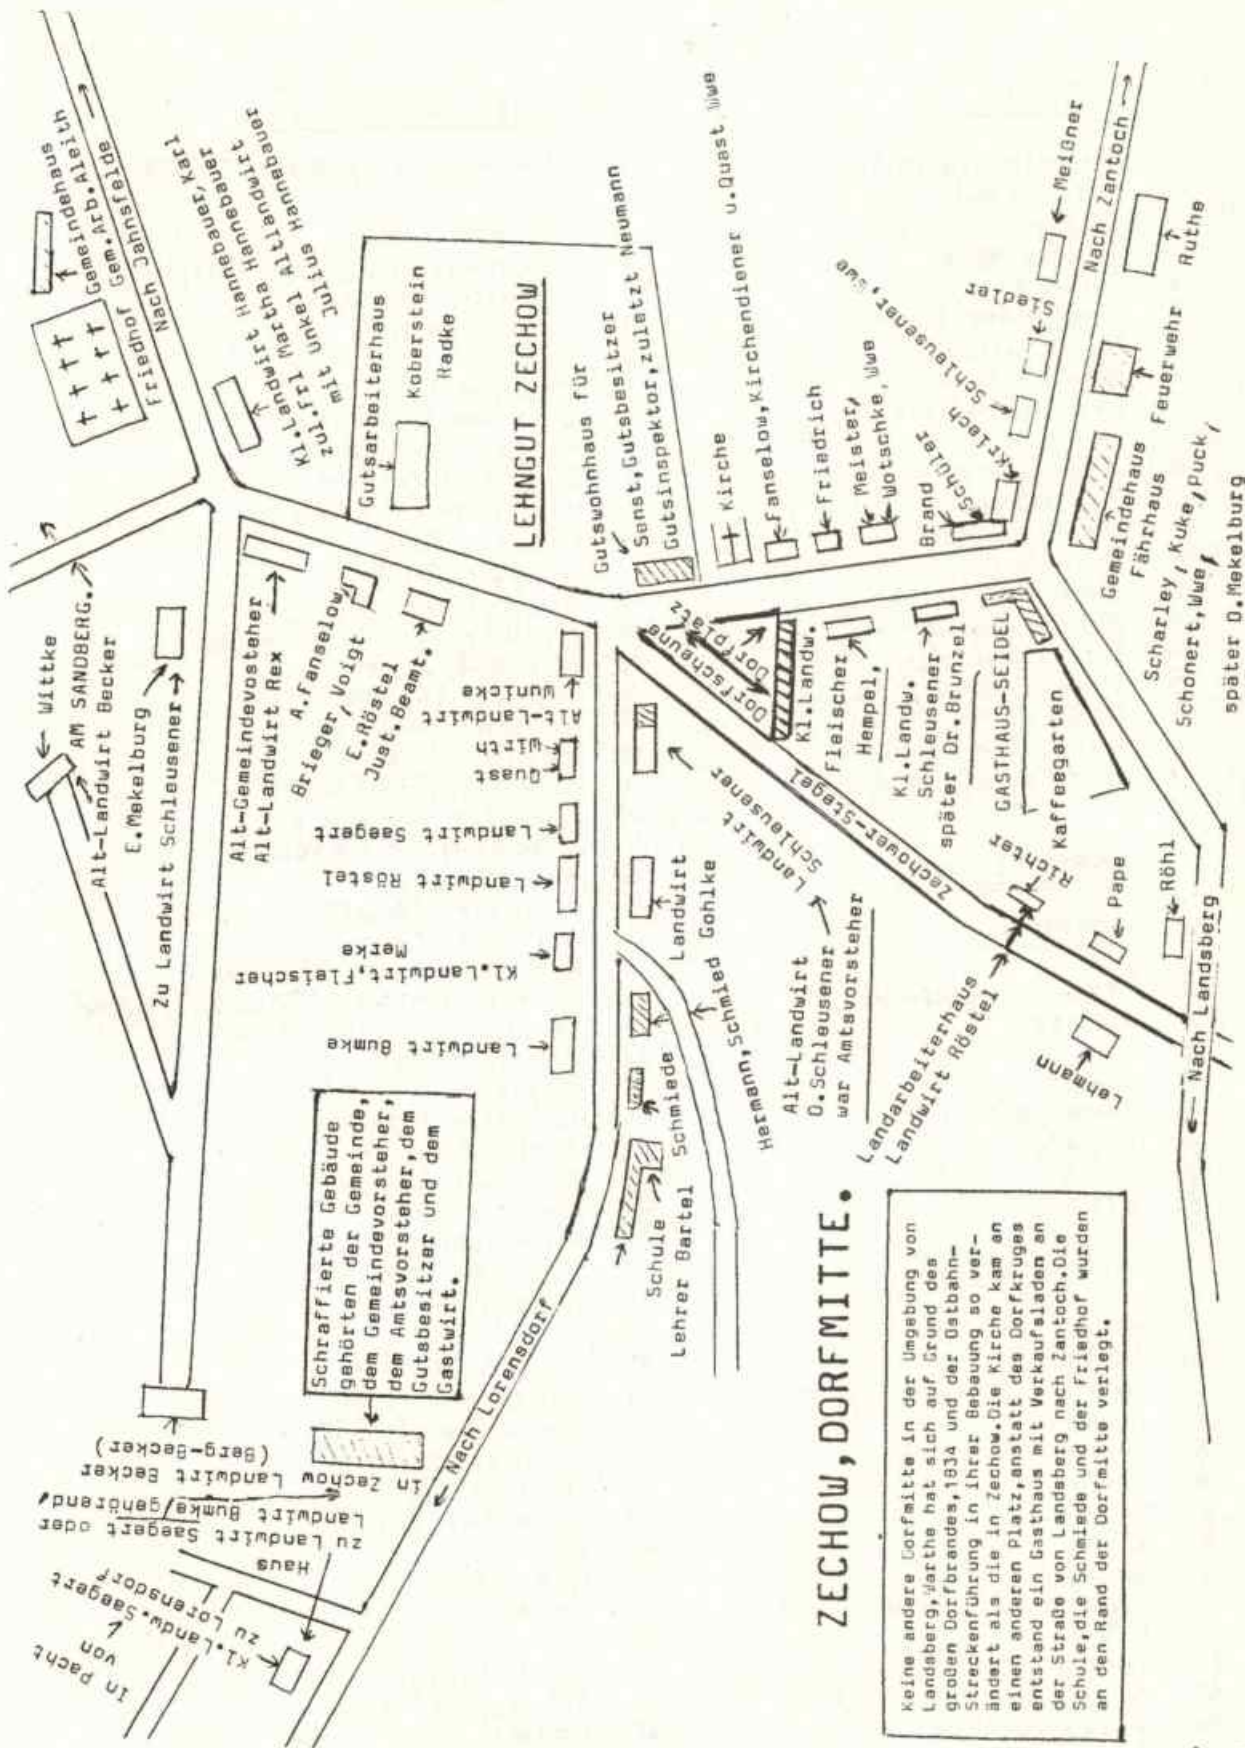 ZECHOW, DORFMITTE.
Keine andere Dorfmitte in der Umgebung von
Landsberg,Warthe hat sich auf Grund des
großen Dorfbrandes,1834 und der Ostbahn-
Streckenführung in ihrer Bebauung so ver-
ändert als die in Zechow.Die Kirche kam an
einen anderen Platz,anstatt des Dorfkruges
entstand ein Gasthaus mit Verkaufsladen an
der Straße von Landsberg nach Zantoch.Die
Schule,die Schmiede und der Friedhof wurden
an den Rand der Dorfmitte verlegt.
Schraffierte Gebäude
gehörten der Gemeinde,
dem Gemeindevorsteher,
dem Amtsvorsteher,dem
Gutsbesitzer und dem
Gastwirt.
In Pacht
von
Kl.Landw.Saegert
zu Lorensdorf
Haus
zu Landwirt Saegert oder
Landwirt Bumke/gehörend,
in Zechow Landwirt Becker
(Berg-Becker)
Nach Lorensdorf
Wittke
AM SANDBERG.
Alt-Landwirt Becker
E.Mekelburg
Zu Landwirt Schleusener
Gemeindehaus
Gem.Arb.Aleith
Friedhof
Nach Jahnsfelde
Kl.Landwirt Hannebauer,Karl
zul.Frl Martha Hannebauer
mit Onkel Altlandwirt
Julius Hannebauer
Gutsarbeiterhaus
Koberstein
Radke
LEHNGUT ZECHOW
Gutswohnhaus für
Senst,Gutsbesitzer
Gutsinspektor,zuletzt Neumann
Alt-Gemeindevosteher
Alt-Landwirt Rex
A.Fanselow,
Brieger,Voigt
E.Röstel
Just.Beamt.
Alt-Landwirt
Wunicke
Quast
Wirth
Landwirt Saegert
Landwirt Röstel
Kl.Landwirt,Fleischer
Merke
Landwirt Bumke
Schule
Lehrer Bartel
Schmiede
Hermann,Schmied Gohlke
Landwirt
Landwirt
Schleusener
Alt-Landwirt
O.Schleusener
war Amtsvorsteher
Dorfscheune
Dorfplatz
Kl.Landw.
Fleischer
Hempel,
Kl.Landw.
Schleusener
später Dr.Brunzel
GASTHAUS-SEIDEL
Kaffeegarten
Zechower-Stegel
Richter
Landarbeiterhaus
Landwirt Röstel
Pape
Röhl
Lehmann
Nach Landsberg
Kirche
Fanselow,Kirchendiener u.Quast Wwe
Friedrich
Meister,
Wotschke,Wwe
Brand
Schüler
Krisch
Schleusener,Wwe
Siedler
Meißner
Nach Zantoch
Ruthe
Feuerwehr
Gemeindehaus
Fährhaus
Scharley,Kuke,Puck,
Schonert,Wwe,
später O.Mekelburg